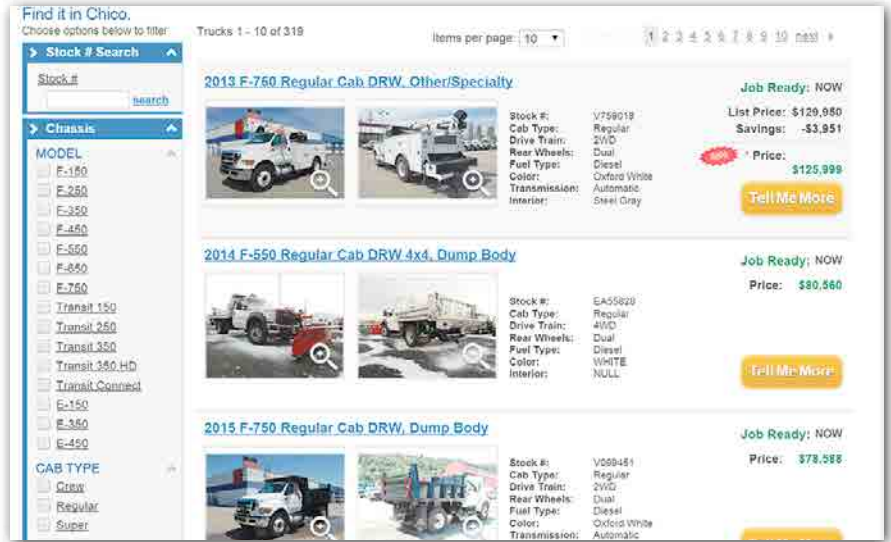 Find it in Chico.
Choose options below to filter
Stock # Search
Stock #
search
Chassis
MODEL
F-150
F-250
F-350
F-450
F-550
F-650
F-750
Transit 150
Transit 250
Transit 350
Transit 350 HD
Transit Connect
E-150
E-350
E-450
CAB TYPE
Crew
Regular
Super
Trucks 1 - 10 of 319
Items per page: 10
1 2 3 4 5 6 7 8 9 10 next
2013 F-750 Regular Cab DRW, Other/Specialty
Stock #: V759018
Cab Type: Regular
Drive Train: 2WD
Rear Wheels: Dual
Fuel Type: Diesel
Color: Oxford White
Transmission: Automatic
Interior: Steel Gray
Job Ready: NOW
List Price: $129,950
Savings: -$3,951
* Price:
$125,999
Tell Me More
2014 F-550 Regular Cab DRW 4x4, Dump Body
Stock #: EA55828
Cab Type: Regular
Drive Train: 4WD
Rear Wheels: Dual
Fuel Type: Diesel
Color: WHITE
Interior: NULL
Job Ready: NOW
Price: $80,560
Tell Me More
2015 F-750 Regular Cab DRW, Dump Body
Stock #: V069451
Cab Type: Regular
Drive Train: 2WD
Rear Wheels: Dual
Fuel Type: Diesel
Color: Oxford White
Transmission: Automatic
Job Ready: NOW
Price: $78,588